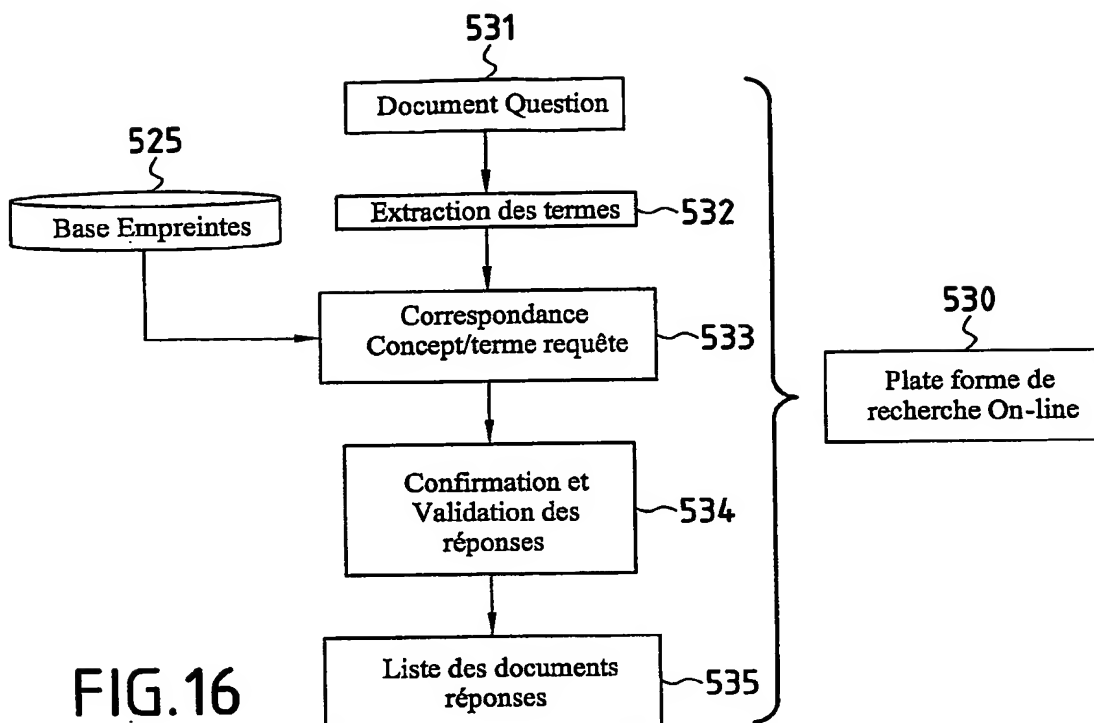 531
Document Question
525
Base Empreintes
Extraction des termes
532
Correspondance
Concept/terme requête
533
530
Plate forme de
recherche On-line
Confirmation et
Validation des
réponses
534
Liste des documents
réponses
535
FIG.16